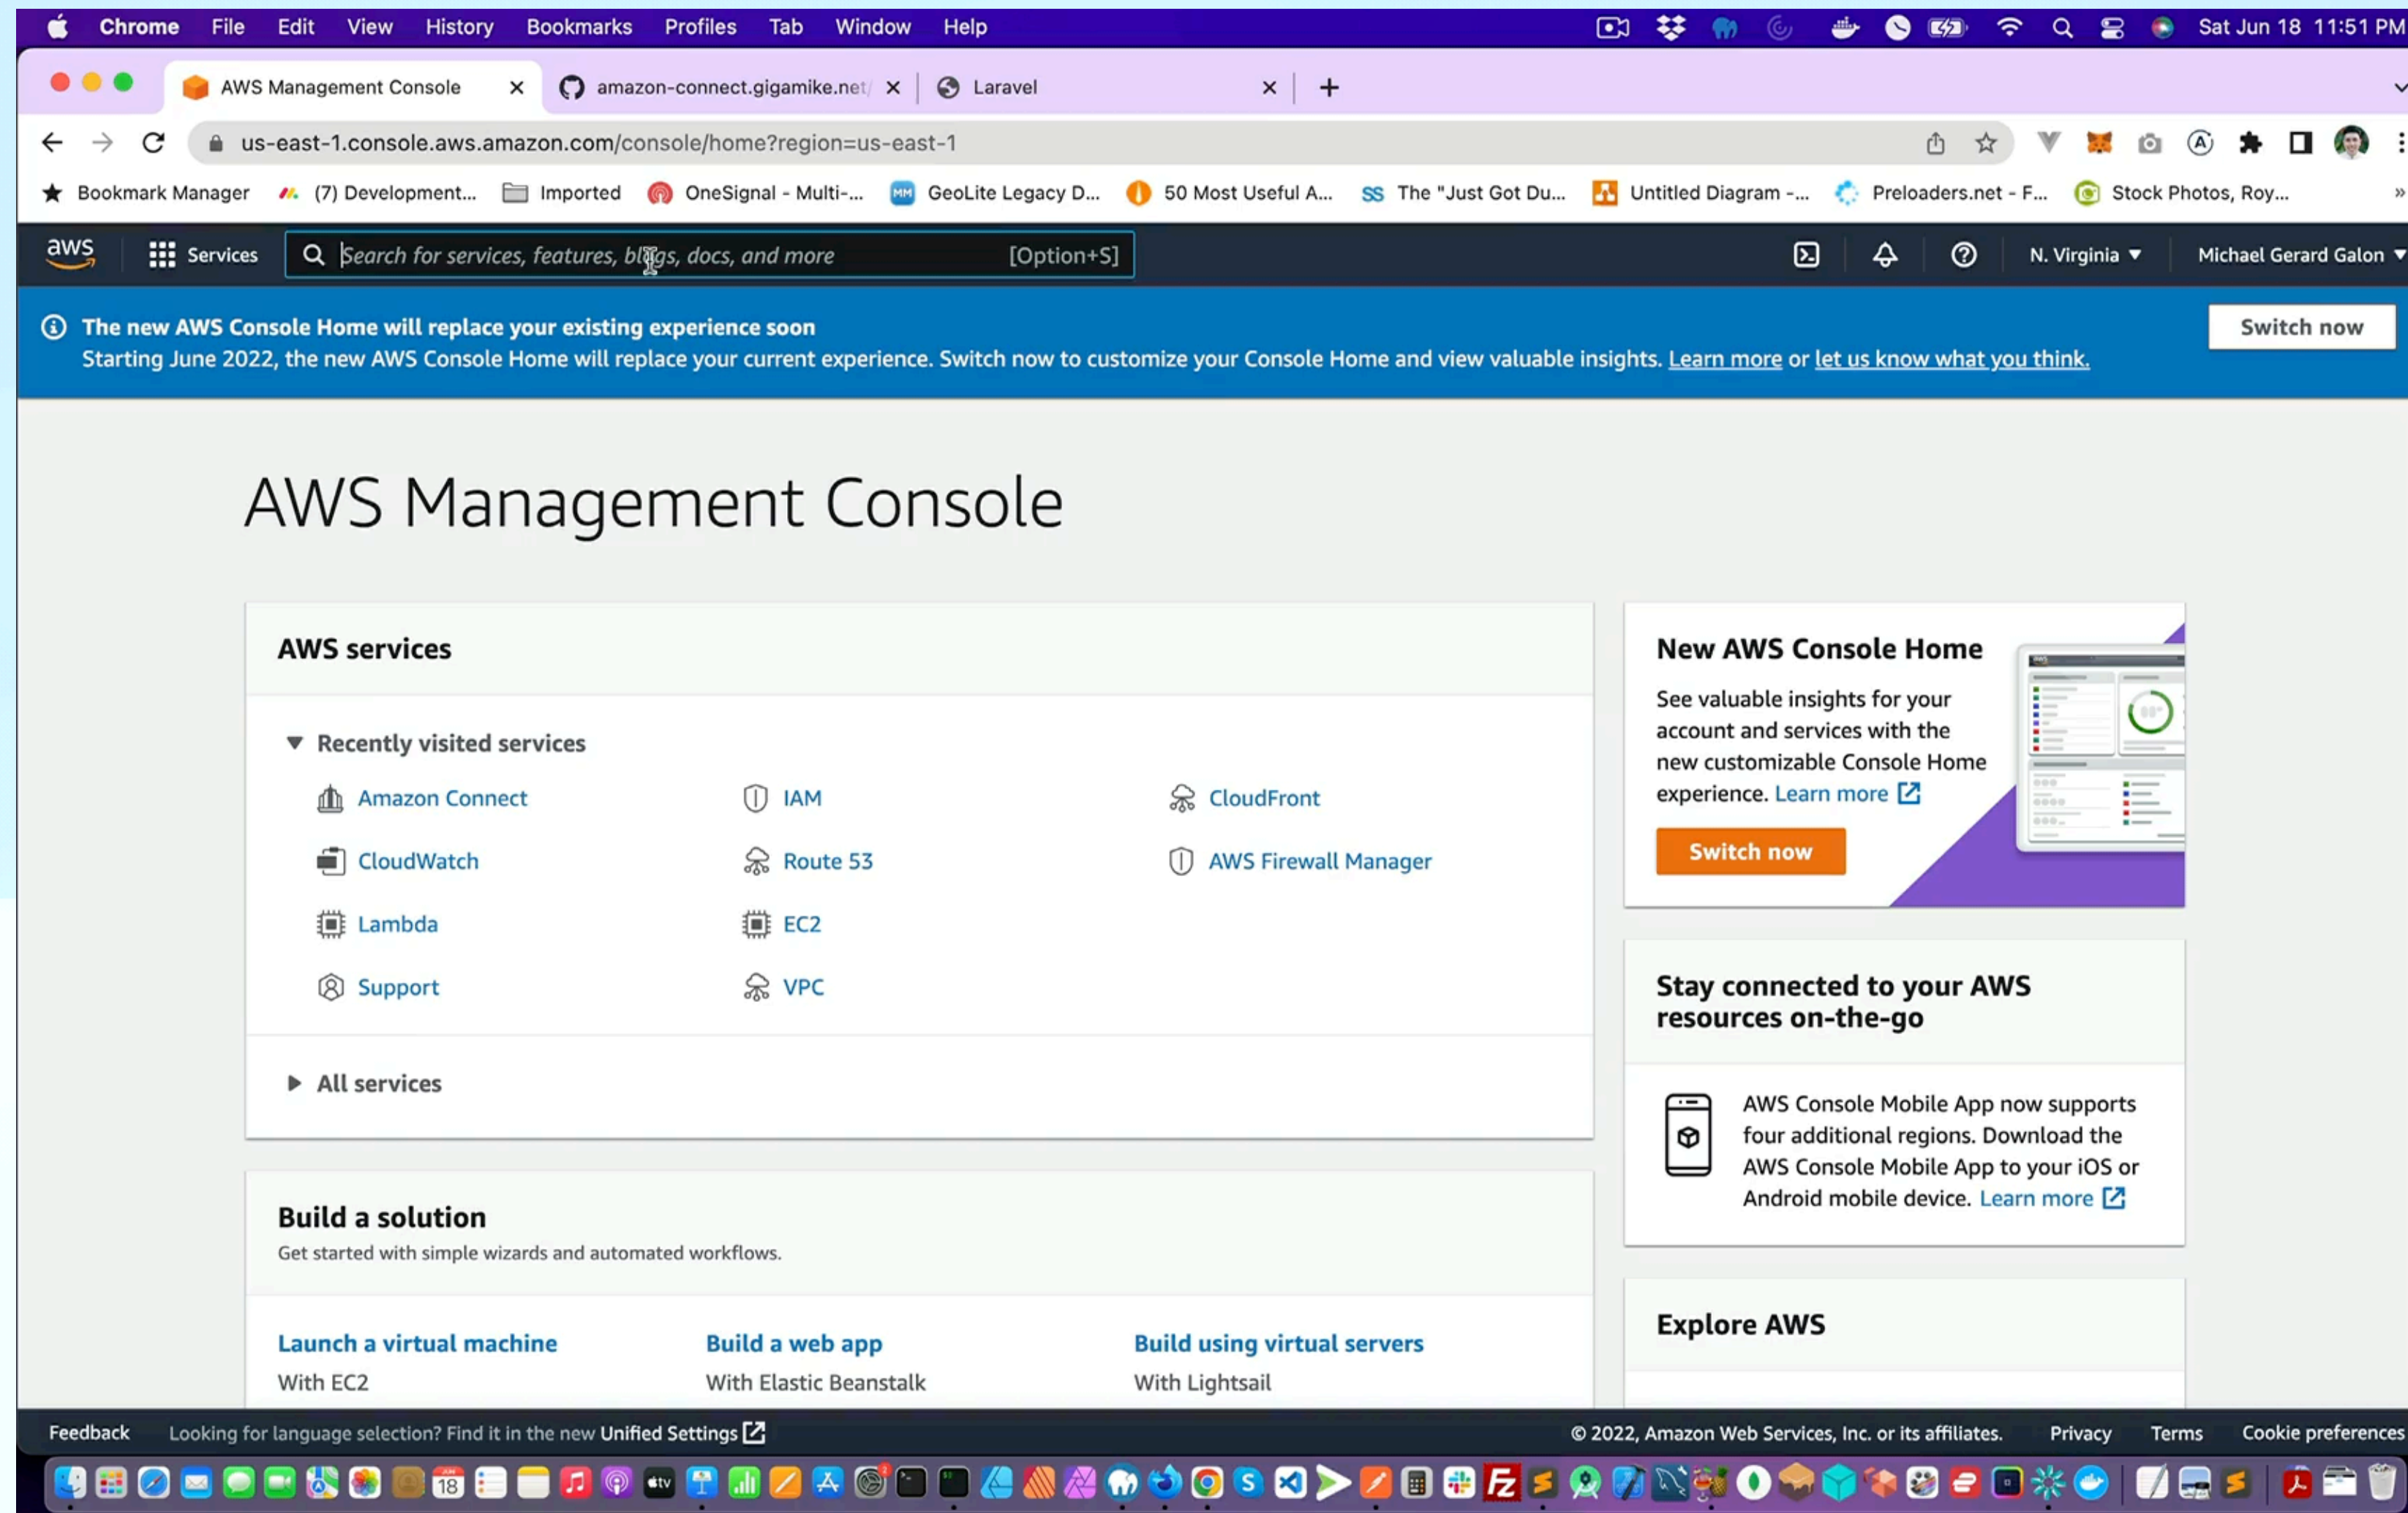 Chrome File Edit View History Bookmarks Profiles Tab Window Help Sat Jun 18 11:51 PM
AWS Management Console amazon-connect.gigamike.net/ Laravel
us-east-1.console.aws.amazon.com/console/home?region=us-east-1
Bookmark Manager (7) Development... Imported OneSignal - Multi-... GeoLite Legacy D... 50 Most Useful A... The "Just Got Du... Untitled Diagram -... Preloaders.net - F... Stock Photos, Roy... »
aws Services Search for services, features, blogs, docs, and more [Option+S] N. Virginia Michael Gerard Galon
The new AWS Console Home will replace your existing experience soon
Switch now
Starting June 2022, the new AWS Console Home will replace your current experience. Switch now to customize your Console Home and view valuable insights. Learn more or let us know what you think.
AWS Management Console
AWS services
Recently visited services
Amazon Connect
IAM
CloudFront
CloudWatch
Route 53
AWS Firewall Manager
Lambda
EC2
Support
VPC
All services
Build a solution
Get started with simple wizards and automated workflows.
Launch a virtual machine
With EC2
Build a web app
With Elastic Beanstalk
Build using virtual servers
With Lightsail
New AWS Console Home
See valuable insights for your
account and services with the
new customizable Console Home
experience. Learn more
Switch now
Stay connected to your AWS
resources on-the-go
AWS Console Mobile App now supports
four additional regions. Download the
AWS Console Mobile App to your iOS or
Android mobile device. Learn more
Explore AWS
Feedback Looking for language selection? Find it in the new Unified Settings © 2022, Amazon Web Services, Inc. or its affiliates. Privacy Terms Cookie preferences
18 tv